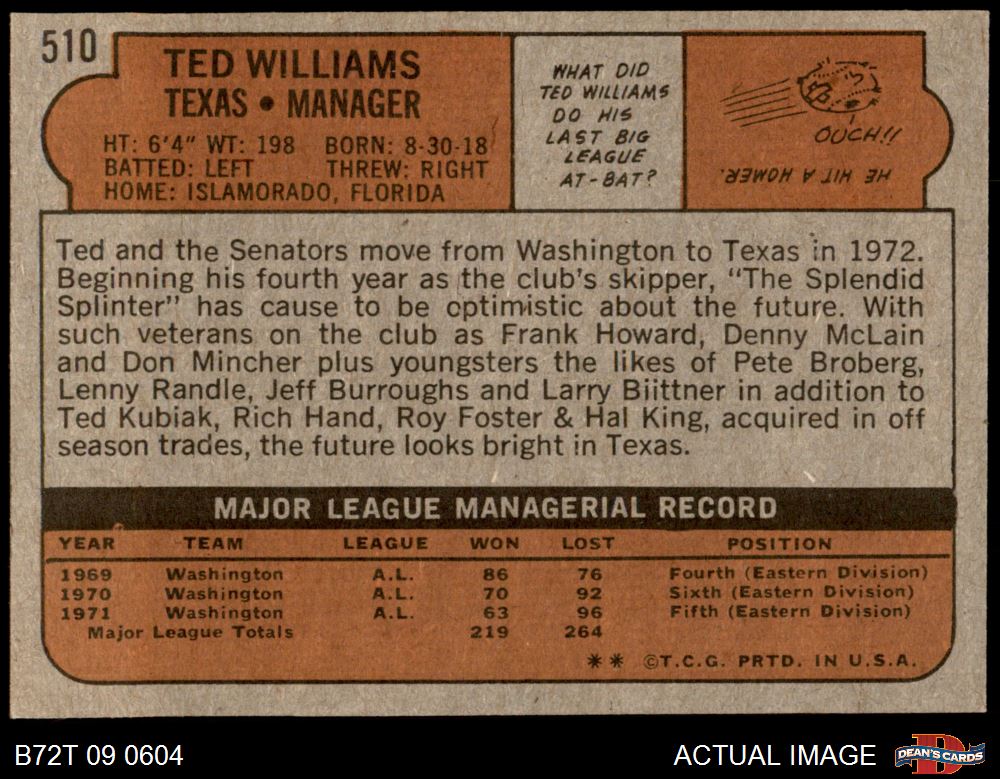 510
TED WILLIAMS
TEXAS • MANAGER
HT: 6'4" WT: 198 BORN: 8-30-18
BATTED: LEFT THREW: RIGHT
HOME: ISLAMORADO, FLORIDA
WHAT DID
TED WILLIAMS
DO HIS
LAST BIG
LEAGUE
AT-BAT?
OUCH!!
HE HIT A HOMER.
Ted and the Senators move from Washington to Texas in 1972.
Beginning his fourth year as the club's skipper, "The Splendid
Splinter" has cause to be optimistic about the future. With
such veterans on the club as Frank Howard, Denny McLain
and Don Mincher plus youngsters the likes of Pete Broberg,
Lenny Randle, Jeff Burroughs and Larry Biittner in addition to
Ted Kubiak, Rich Hand, Roy Foster & Hal King, acquired in off
season trades, the future looks bright in Texas.
MAJOR LEAGUE MANAGERIAL RECORD
YEAR TEAM LEAGUE WON LOST POSITION
1969 Washington A.L. 86 76 Fourth (Eastern Division)
1970 Washington A.L. 70 92 Sixth (Eastern Division)
1971 Washington A.L. 63 96 Fifth (Eastern Division)
Major League Totals 219 264
** ©T.C.G. PRTD. IN U.S.A.
B72T 09 0604 ACTUAL IMAGE DEAN'S CARDS